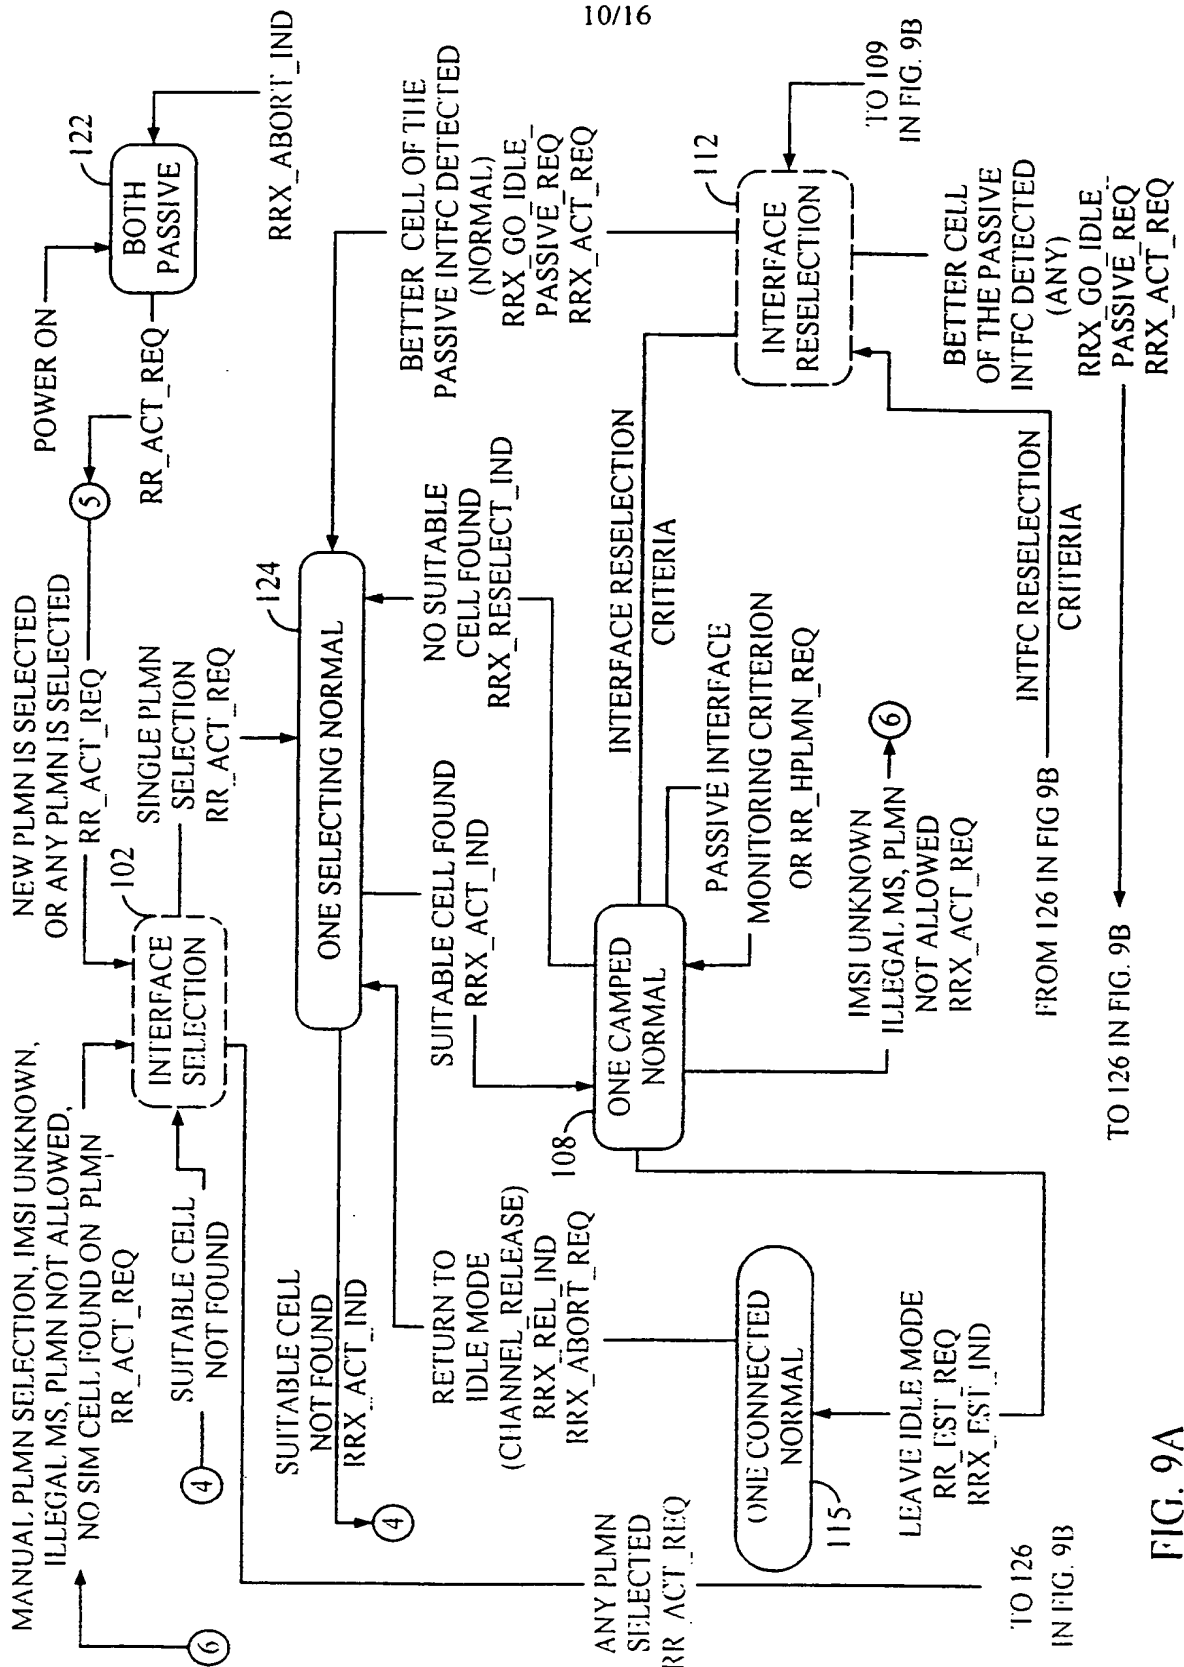 10/16
MANUAL PLMN SELECTION, IMSI UNKNOWN,
ILLEGAL MS, PLMN NOT ALLOWED,
NO SIM CELL FOUND ON PLMN
RR_ACT_REQ
6
NEW PLMN IS SELECTED
OR ANY PLMN IS SELECTED
RR_ACT_REQ
5
POWER ON
122
BOTH
PASSIVE
RR_ACT_REQ
RRX_ABORT_IND
102
INTERFACE
SELECTION
SINGLE PLMN
SELECTION
RR_ACT_REQ
4
SUITABLE CELL
NOT FOUND
124
ONE SELECTING NORMAL
SUITABLE CELL
NOT FOUND
RRX_ACT_IND
4
BETTER CELL OF THE
PASSIVE INTFC DETECTED
(NORMAL)
RRX_GO_IDLE_
PASSIVE_REQ
RRX_ACT_REQ
RETURN TO
IDLE MODE
(CHANNEL RELEASE)
RRX_REL_IND
RRX_ABORT_REQ
SUITABLE CELL FOUND
RRX_ACT_IND
NO SUITABLE
CELL FOUND
RRX_RESELECT_IND
INTERFACE RESELECTION
CRITERIA
108
ONE CAMPED
NORMAL
PASSIVE INTERFACE
MONITORING CRITERION
OR RR_HPLMN_REQ
112
INTERFACE
RESELECTION
TO 109
IN FIG. 9B
ANY PLMN
SELECTED
RR_ACT_REQ
ONE CONNECTED
NORMAL
115
IMSI UNKNOWN
ILLEGAL MS, PLMN
NOT ALLOWED
RRX_ACT_REQ
6
LEAVE IDLE MODE
RR_EST_REQ
RRX_EST_IND
BETTER CELL
OF THE PASSIVE
INTFC DETECTED
(ANY)
RRX_GO_IDLE_
PASSIVE_REQ
RRX_ACT_REQ
TO 126
IN FIG. 9B
FROM 126 IN FIG 9B
INTFC RESELECTION
CRITERIA
TO 126 IN FIG. 9B
FIG. 9A